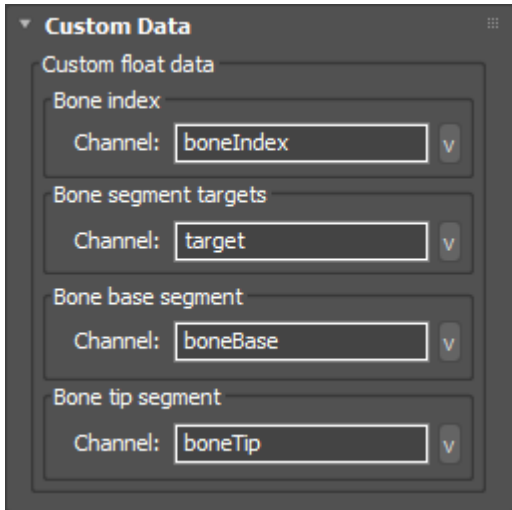 Custom Data
Custom float data
Bone index
Channel: boneIndex v
Bone segment targets
Channel: target v
Bone base segment
Channel: boneBase v
Bone tip segment
Channel: boneTip v